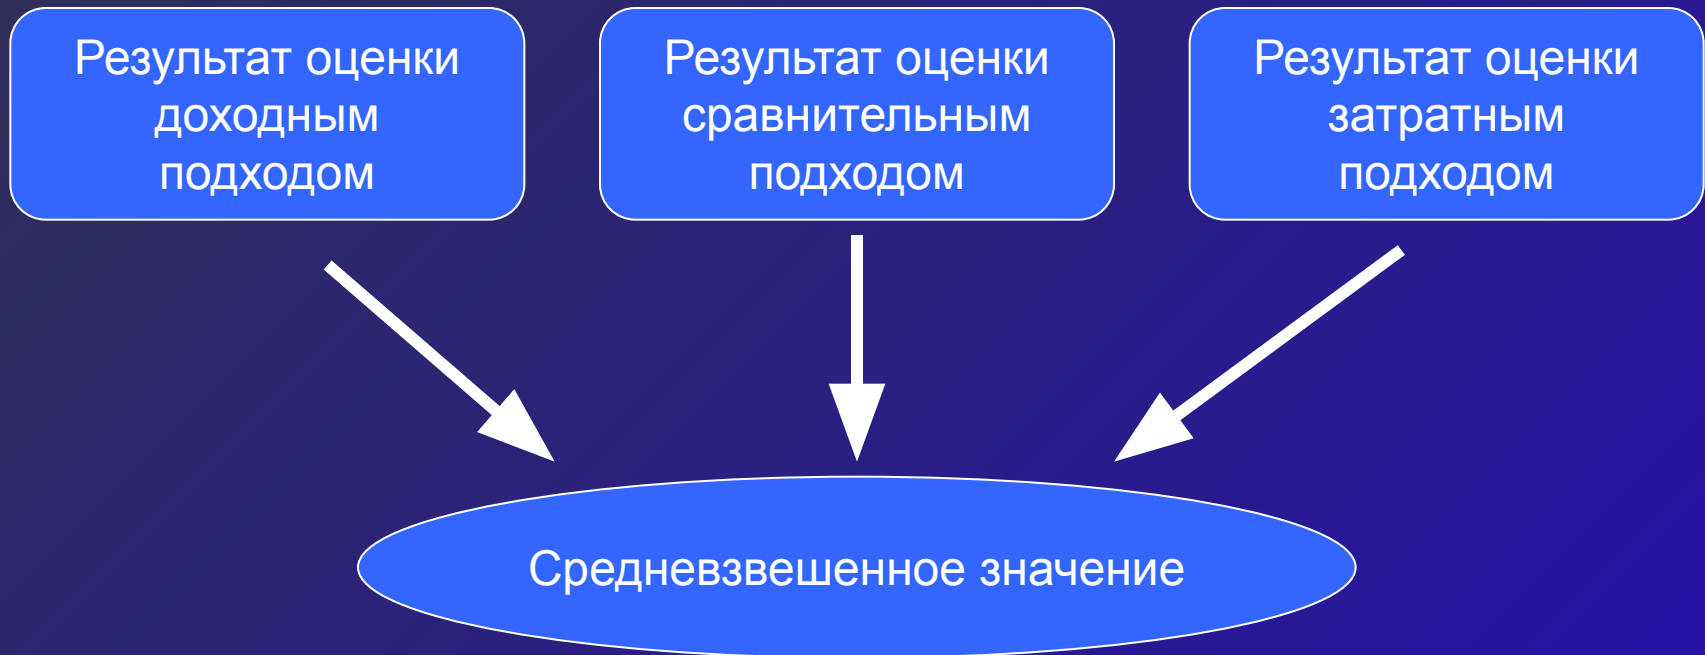 Результат оценки
доходным
подходом
Результат оценки
сравнительным
подходом
Результат оценки
затратным
подходом
Средневзвешенное значение